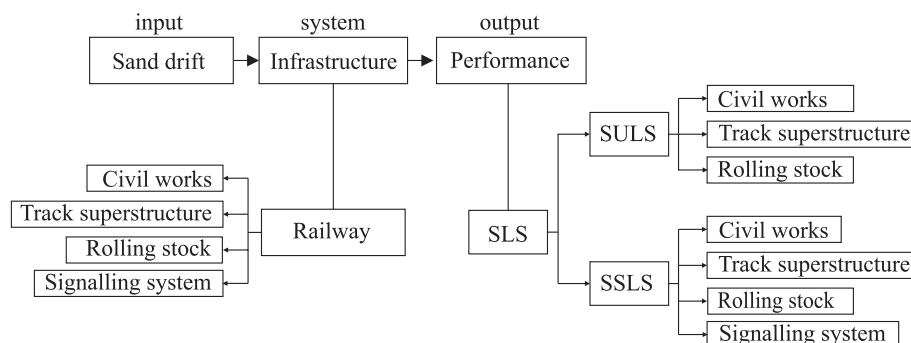 input
system
output
Sand drift
Infrastructure
Performance
Civil works
Track superstructure
Rolling stock
Signalling system
Railway
SLS
SULS
Civil works
Track superstructure
Rolling stock
SSLS
Civil works
Track superstructure
Rolling stock
Signalling system